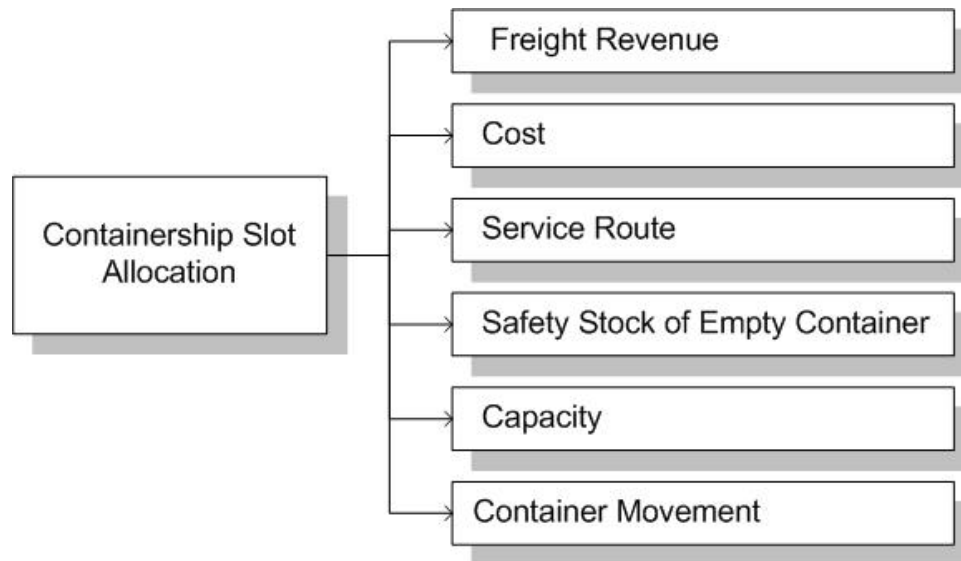 Freight Revenue
Cost
Containership Slot
Allocation
Service Route
Safety Stock of Empty Container
Capacity
Container Movement